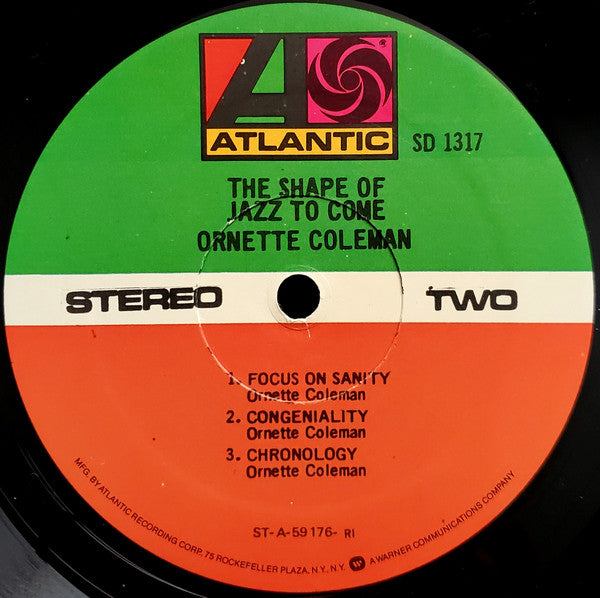 ATLANTIC
SD 1317
THE SHAPE OF
JAZZ TO COME
ORNETTE COLEMAN
STEREO
TWO
1. FOCUS ON SANITY
Ornette Coleman
2. CONGENIALITY
Ornette Coleman
3. CHRONOLOGY
Ornette Coleman
ST-A-59176- RI
MFG. BY ATLANTIC RECORDING CORP., 75 ROCKEFELLER PLAZA, N.Y., N.Y. W A WARNER COMMUNICATIONS COMPANY